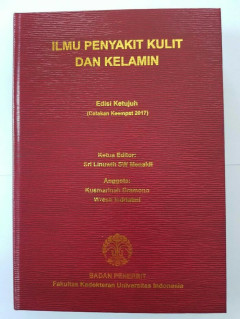 ILMU PENYAKIT KULIT
DAN KELAMIN
Edisi Ketujuh
(Cetakan Keempat 2017)
Ketua Editor:
Sri Linuwih SW Menaldi
Anggota:
Kusmarinah Bramono
Wresti Indriatmi
BADAN PENERBIT
Fakultas Kedokteran Universitas Indonesia